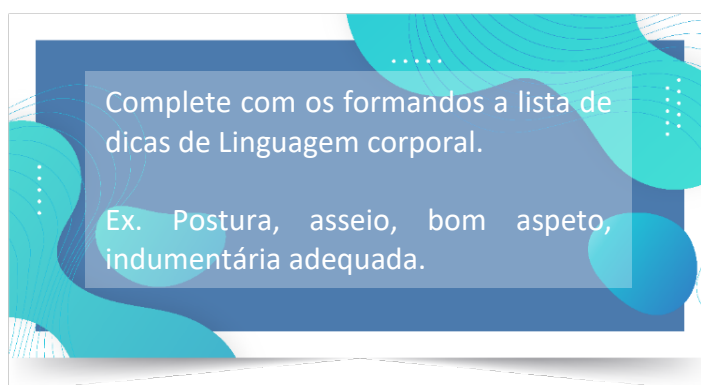 Complete com os formandos a lista de
dicas de Linguagem corporal.
Ex. Postura, asseio, bom aspeto,
indumentária adequada.